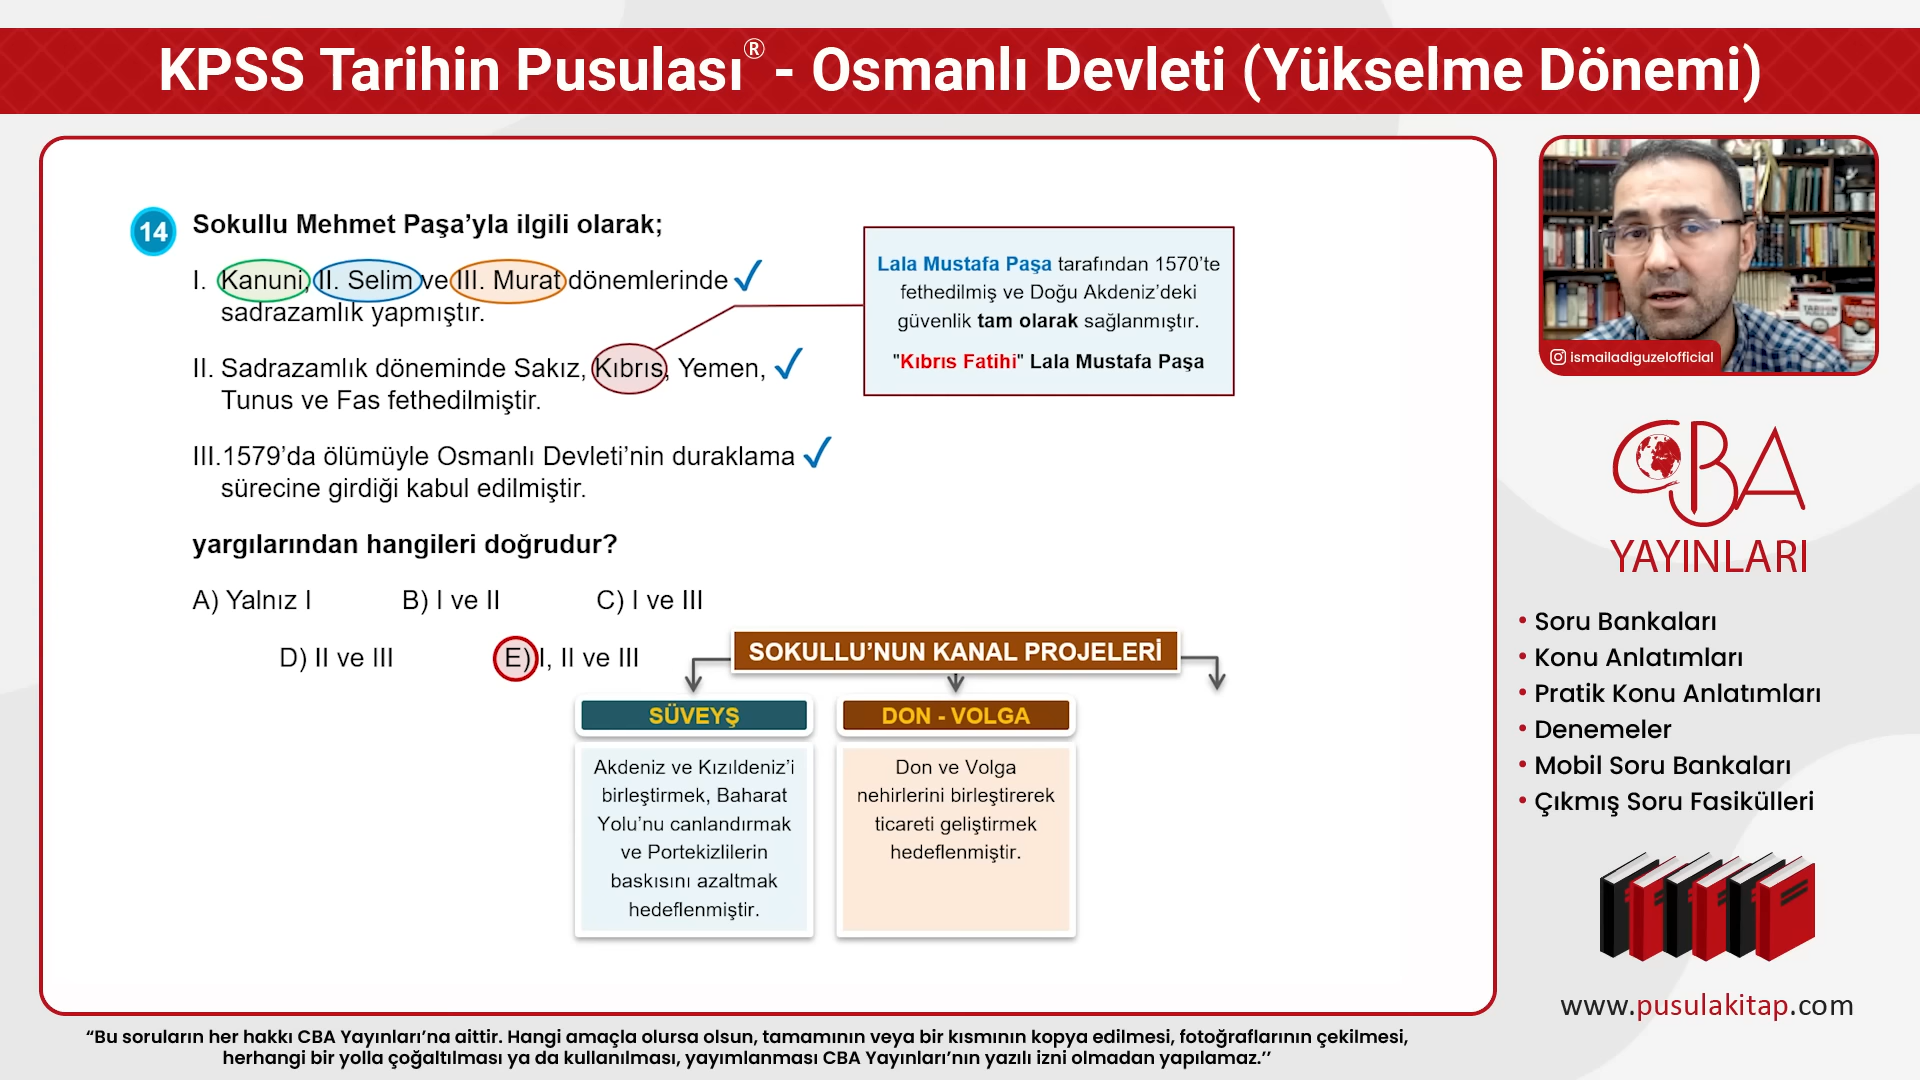 KPSS Tarihin Pusulası® - Osmanlı Devleti (Yükselme Dönemi)
14 Sokullu Mehmet Paşa’yla ilgili olarak;
I. Kanuni, II. Selim ve III. Murat dönemlerinde
sadrazamlık yapmıştır.
II. Sadrazamlık döneminde Sakız, Kıbrıs, Yemen,
Tunus ve Fas fethedilmiştir.
III.1579’da ölümüyle Osmanlı Devleti’nin duraklama
sürecine girdiği kabul edilmiştir.
yargılarından hangileri doğrudur?
A) Yalnız I B) I ve II C) I ve III
D) II ve III E) I, II ve III
Lala Mustafa Paşa tarafından 1570’te
fethedilmiş ve Doğu Akdeniz’deki
güvenlik tam olarak sağlanmıştır.
"Kıbrıs Fatihi" Lala Mustafa Paşa
SOKULLU’NUN KANAL PROJELERİ
SÜVEYŞ
Akdeniz ve Kızıldeniz’i
birleştirmek, Baharat
Yolu’nu canlandırmak
ve Portekizlilerin
baskısını azaltmak
hedeflenmiştir.
DON - VOLGA
Don ve Volga
nehirlerini birleştirerek
ticareti geliştirmek
hedeflenmiştir.
ismailadiguzelofficial
CBA
YAYINLARI
• Soru Bankaları
• Konu Anlatımları
• Pratik Konu Anlatımları
• Denemeler
• Mobil Soru Bankaları
• Çıkmış Soru Fasikülleri
www.pusulakitap.com
“Bu soruların her hakkı CBA Yayınları’na aittir. Hangi amaçla olursa olsun, tamamının veya bir kısmının kopya edilmesi, fotoğraflarının çekilmesi,
herhangi bir yolla çoğaltılması ya da kullanılması, yayımlanması CBA Yayınları’nın yazılı izni olmadan yapılamaz.’’